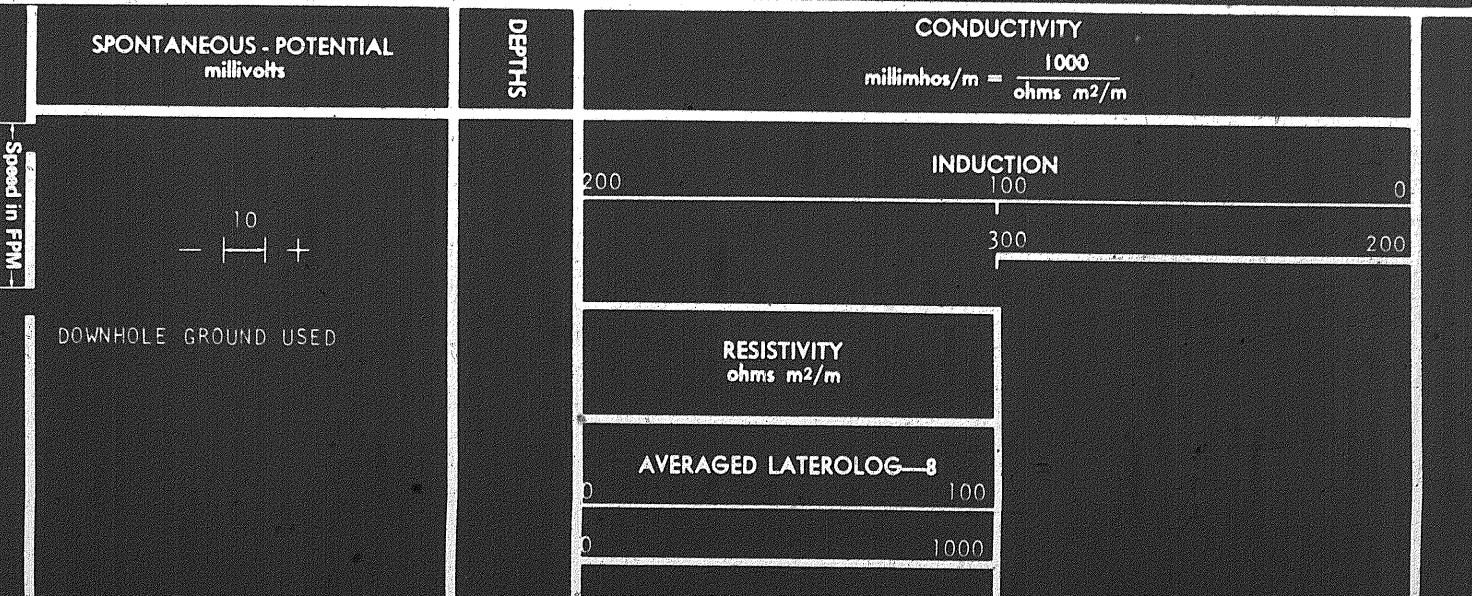 SPONTANEOUS - POTENTIAL
millivolts
DEPTHS
CONDUCTIVITY
millimhos/m = 1000
ohms m2/m
Speed in FPM
- 10 +
DOWNHOLE GROUND USED
INDUCTION
200 100 0
300 200
RESISTIVITY
ohms m2/m
AVERAGED LATEROLOG—8
0 100
0 1000